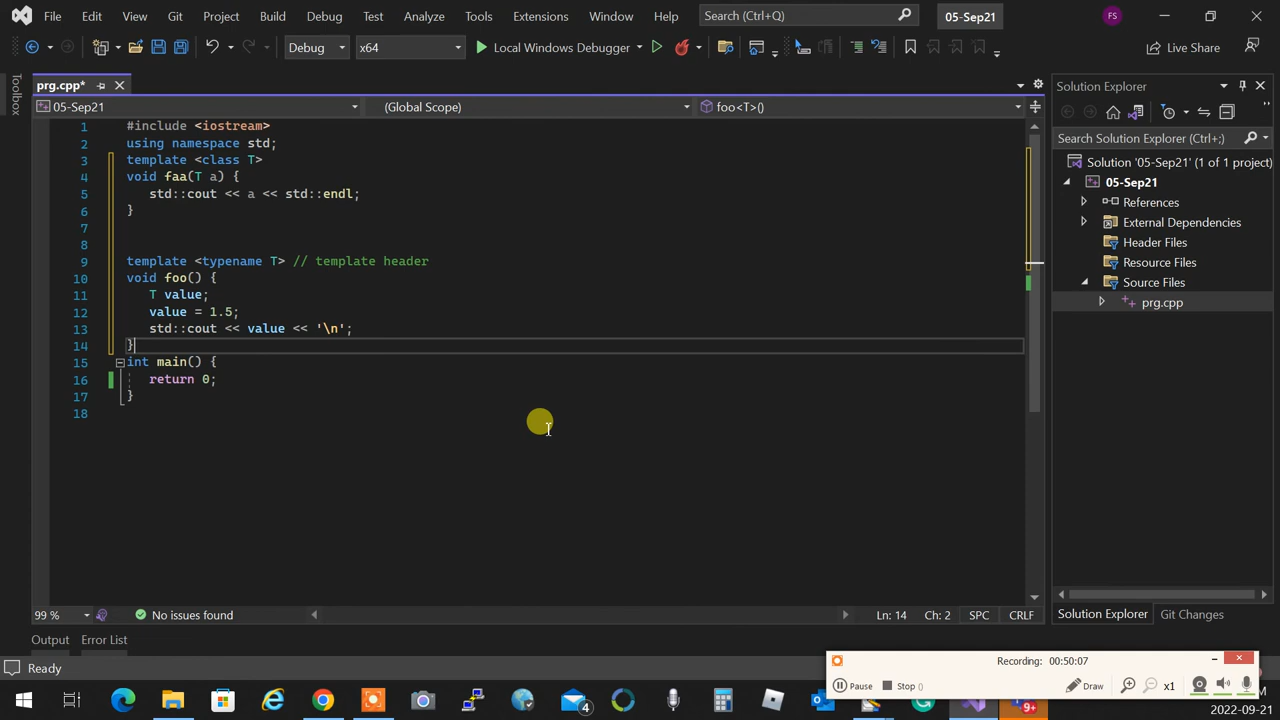 File Edit View Git Project Build Debug Test Analyze Tools Extensions Window Help Search (Ctrl+Q) 05-Sep21 FS
Debug x64 Local Windows Debugger Live Share
Toolbox
prg.cpp*
Solution Explorer
05-Sep21 (Global Scope) foo<T>()
Search Solution Explorer (Ctrl+;)
Solution '05-Sep21' (1 of 1 project)
05-Sep21
References
External Dependencies
Header Files
Resource Files
Source Files
prg.cpp
1 #include <iostream>
2 using namespace std;
3 template <class T>
4 void faa(T a) {
5 std::cout << a << std::endl;
6 }
7
8
9 template <typename T> // template header
10 void foo() {
11 T value;
12 value = 1.5;
13 std::cout << value << '\n';
14 }
15 int main() {
16 return 0;
17 }
18
99 % No issues found Ln: 14 Ch: 2 SPC CRLF
Solution Explorer Git Changes
Output Error List
Ready
Recording: 00:50:07
Pause Stop () Draw x1
4
9+
2022-09-21